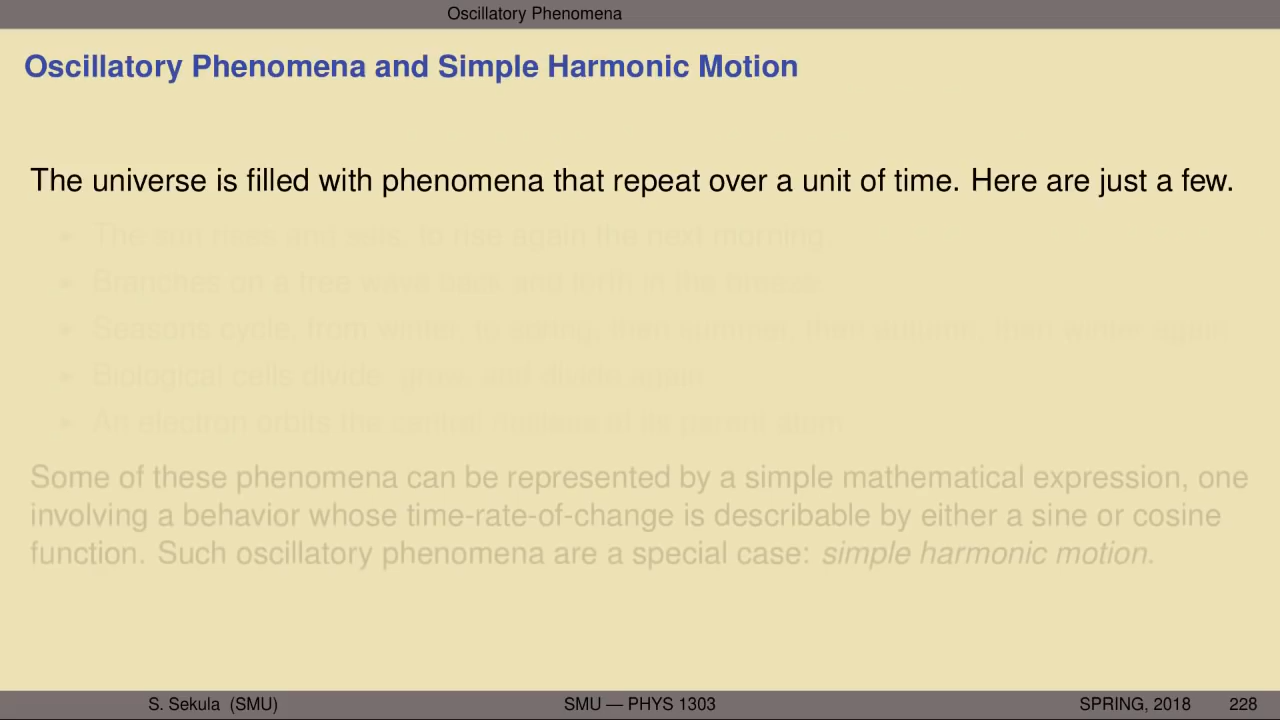 Oscillatory Phenomena
Oscillatory Phenomena and Simple Harmonic Motion
The universe is filled with phenomena that repeat over a unit of time. Here are just a few.
• The sun rises and sets, to rise again the next morning
• Branches on a tree wave back and forth in the breeze
• Seasons cycle, from winter, to spring, then summer, then autumn, then winter again
• Biological cells divide, grow, and divide again
• An electron orbits the central nucleus of its parent atom
Some of these phenomena can be represented by a simple mathematical expression, one
involving a behavior whose time-rate-of-change is describable by either a sine or cosine
function. Such oscillatory phenomena are a special case: simple harmonic motion.
S. Sekula (SMU) SMU — PHYS 1303 SPRING, 2018 228